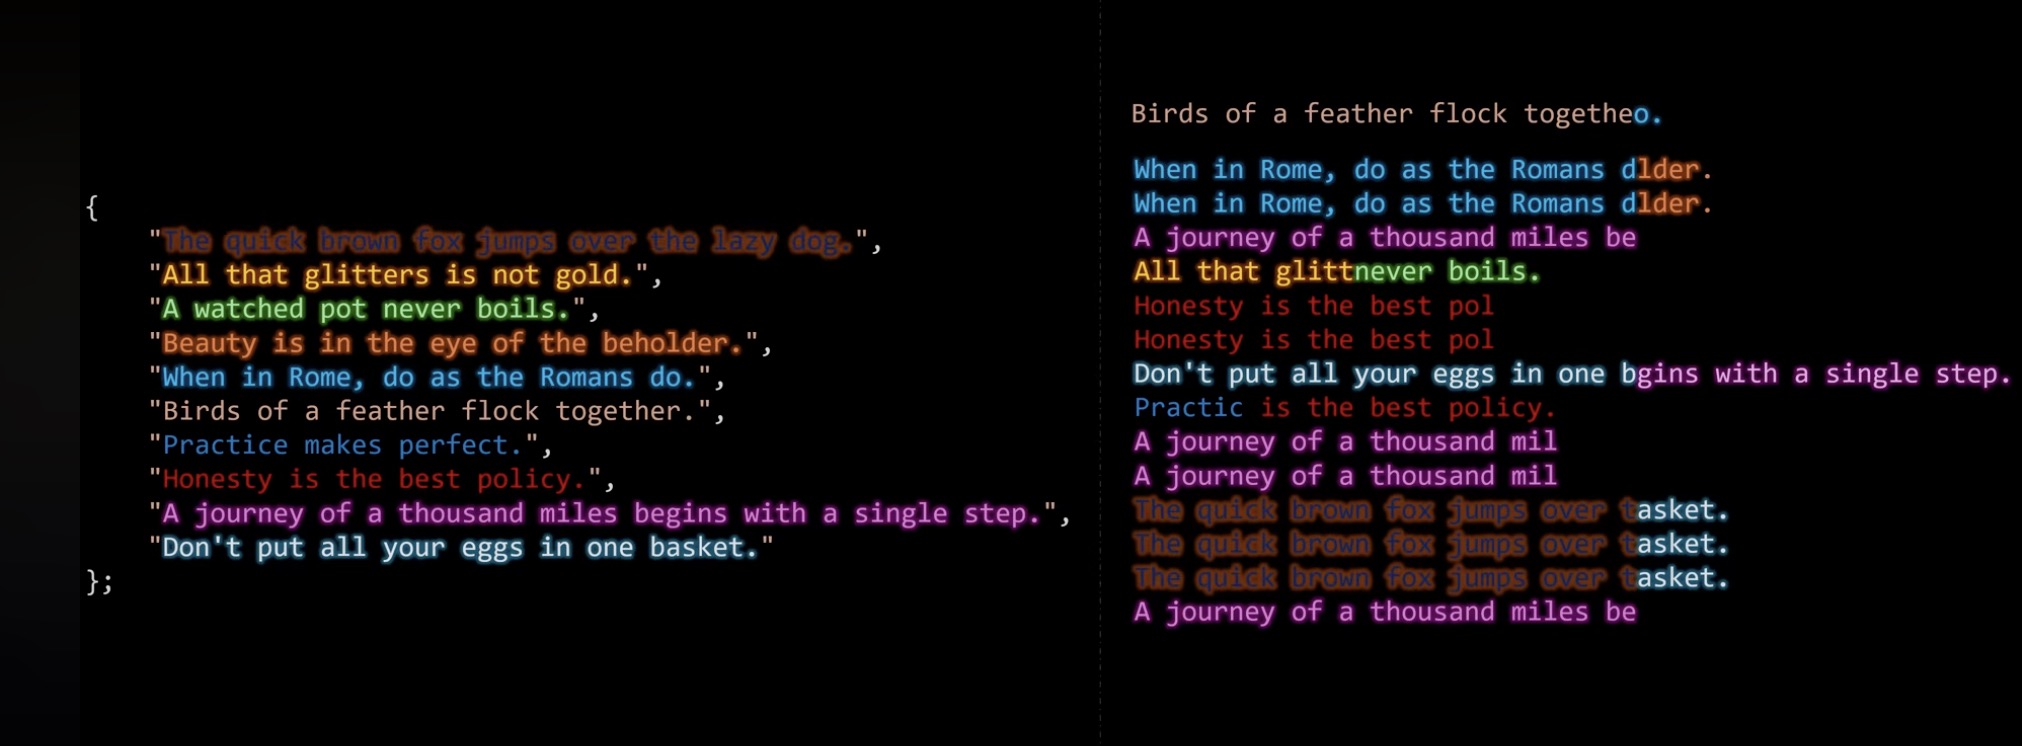 {
"The quick brown fox jumps over the lazy dog.",
"All that glitters is not gold.",
"A watched pot never boils.",
"Beauty is in the eye of the beholder.",
"When in Rome, do as the Romans do.",
"Birds of a feather flock together.",
"Practice makes perfect.",
"Honesty is the best policy.",
"A journey of a thousand miles begins with a single step.",
"Don't put all your eggs in one basket."
};
Birds of a feather flock togetheo.
When in Rome, do as the Romans dlder.
When in Rome, do as the Romans dlder.
A journey of a thousand miles be
All that glittnever boils.
Honesty is the best pol
Honesty is the best pol
Don't put all your eggs in one bgins with a single step.
Practic is the best policy.
A journey of a thousand mil
A journey of a thousand mil
The quick brown fox jumps over tasket.
The quick brown fox jumps over tasket.
The quick brown fox jumps over tasket.
A journey of a thousand miles be